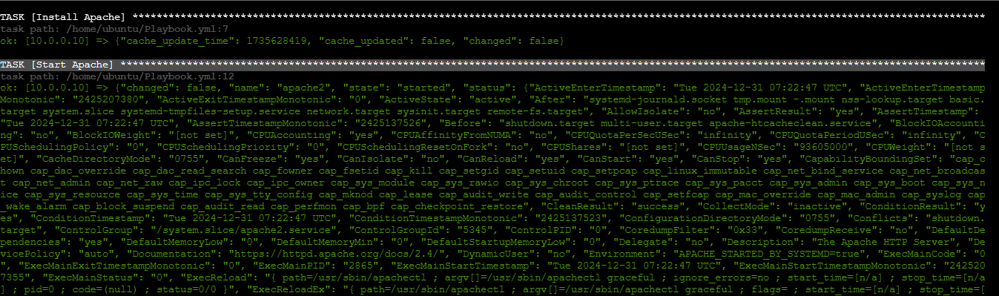 TASK [Install Apache] ************************************************************************************************************************************************
task path: /home/ubuntu/Playbook.yml:7
ok: [10.0.0.10] => {"cache_update_time": 1735628419, "cache_updated": false, "changed": false}
TASK [Start Apache] **************************************************************************************************************************************************
task path: /home/ubuntu/Playbook.yml:12
ok: [10.0.0.10] => {"changed": false, "name": "apache2", "state": "started", "status": {"ActiveEnterTimestamp": "Tue 2024-12-31 07:22:47 UTC", "ActiveEnterTimestamp
Monotonic": "2425207380", "ActiveExitTimestampMonotonic": "0", "ActiveState": "active", "After": "systemd-journald.socket tmp.mount -.mount nss-lookup.target basic.
target system.slice systemd-tmpfiles-setup.service network.target sysinit.target remote-fs.target", "AllowIsolate": "no", "AssertResult": "yes", "AssertTimestamp":
"Tue 2024-12-31 07:22:47 UTC", "AssertTimestampMonotonic": "2425137526", "Before": "shutdown.target multi-user.target apache-htcacheclean.service", "BlockIOAccounti
ng": "no", "BlockIOWeight": "[not set]", "CPUAccounting": "yes", "CPUAffinityFromNUMA": "no", "CPUQuotaPerSecUSec": "infinity", "CPUQuotaPeriodUSec": "infinity", "C
PUSchedulingPolicy": "0", "CPUSchedulingPriority": "0", "CPUSchedulingResetOnFork": "no", "CPUShares": "[not set]", "CPUUsageNSec": "93605000", "CPUWeight": "[not s
et]", "CacheDirectoryMode": "0755", "CanFreeze": "yes", "CanIsolate": "no", "CanReload": "yes", "CanStart": "yes", "CanStop": "yes", "CapabilityBoundingSet": "cap_c
hown cap_dac_override cap_dac_read_search cap_fowner cap_fsetid cap_kill cap_setgid cap_setuid cap_setpcap cap_linux_immutable cap_net_bind_service cap_net_broadcas
t cap_net_admin cap_net_raw cap_ipc_lock cap_ipc_owner cap_sys_module cap_sys_rawio cap_sys_chroot cap_sys_ptrace cap_sys_pacct cap_sys_admin cap_sys_boot cap_sys_n
ice cap_sys_resource cap_sys_time cap_sys_tty_config cap_mknod cap_lease cap_audit_write cap_audit_control cap_setfcap cap_mac_override cap_mac_admin cap_syslog cap
_wake_alarm cap_block_suspend cap_audit_read cap_perfmon cap_bpf cap_checkpoint_restore", "CleanResult": "success", "CollectMode": "inactive", "ConditionResult": "y
es", "ConditionTimestamp": "Tue 2024-12-31 07:22:47 UTC", "ConditionTimestampMonotonic": "2425137523", "ConfigurationDirectoryMode": "0755", "Conflicts": "shutdown.
target", "ControlGroup": "/system.slice/apache2.service", "ControlGroupId": "5345", "ControlPID": "0", "CoredumpFilter": "0x33", "CoredumpReceive": "no", "DefaultDe
pendencies": "yes", "DefaultMemoryLow": "0", "DefaultMemoryMin": "0", "DefaultStartupMemoryLow": "0", "Delegate": "no", "Description": "The Apache HTTP Server", "De
vicePolicy": "auto", "Documentation": "https://httpd.apache.org/docs/2.4/", "DynamicUser": "no", "Environment": "APACHE_STARTED_BY_SYSTEMD=true", "ExecMainCode": "0
", "ExecMainExitTimestampMonotonic": "0", "ExecMainPID": "2865", "ExecMainStartTimestamp": "Tue 2024-12-31 07:22:47 UTC", "ExecMainStartTimestampMonotonic": "242520
7355", "ExecMainStatus": "0", "ExecReload": "{ path=/usr/sbin/apachectl ; argv[]=/usr/sbin/apachectl graceful ; ignore_errors=no ; start_time=[n/a] ; stop_time=[n/a
] ; pid=0 ; code=(null) ; status=0/0 }", "ExecReloadEx": "{ path=/usr/sbin/apachectl ; argv[]=/usr/sbin/apachectl graceful ; flags= ; start_time=[n/a] ; stop_time=[